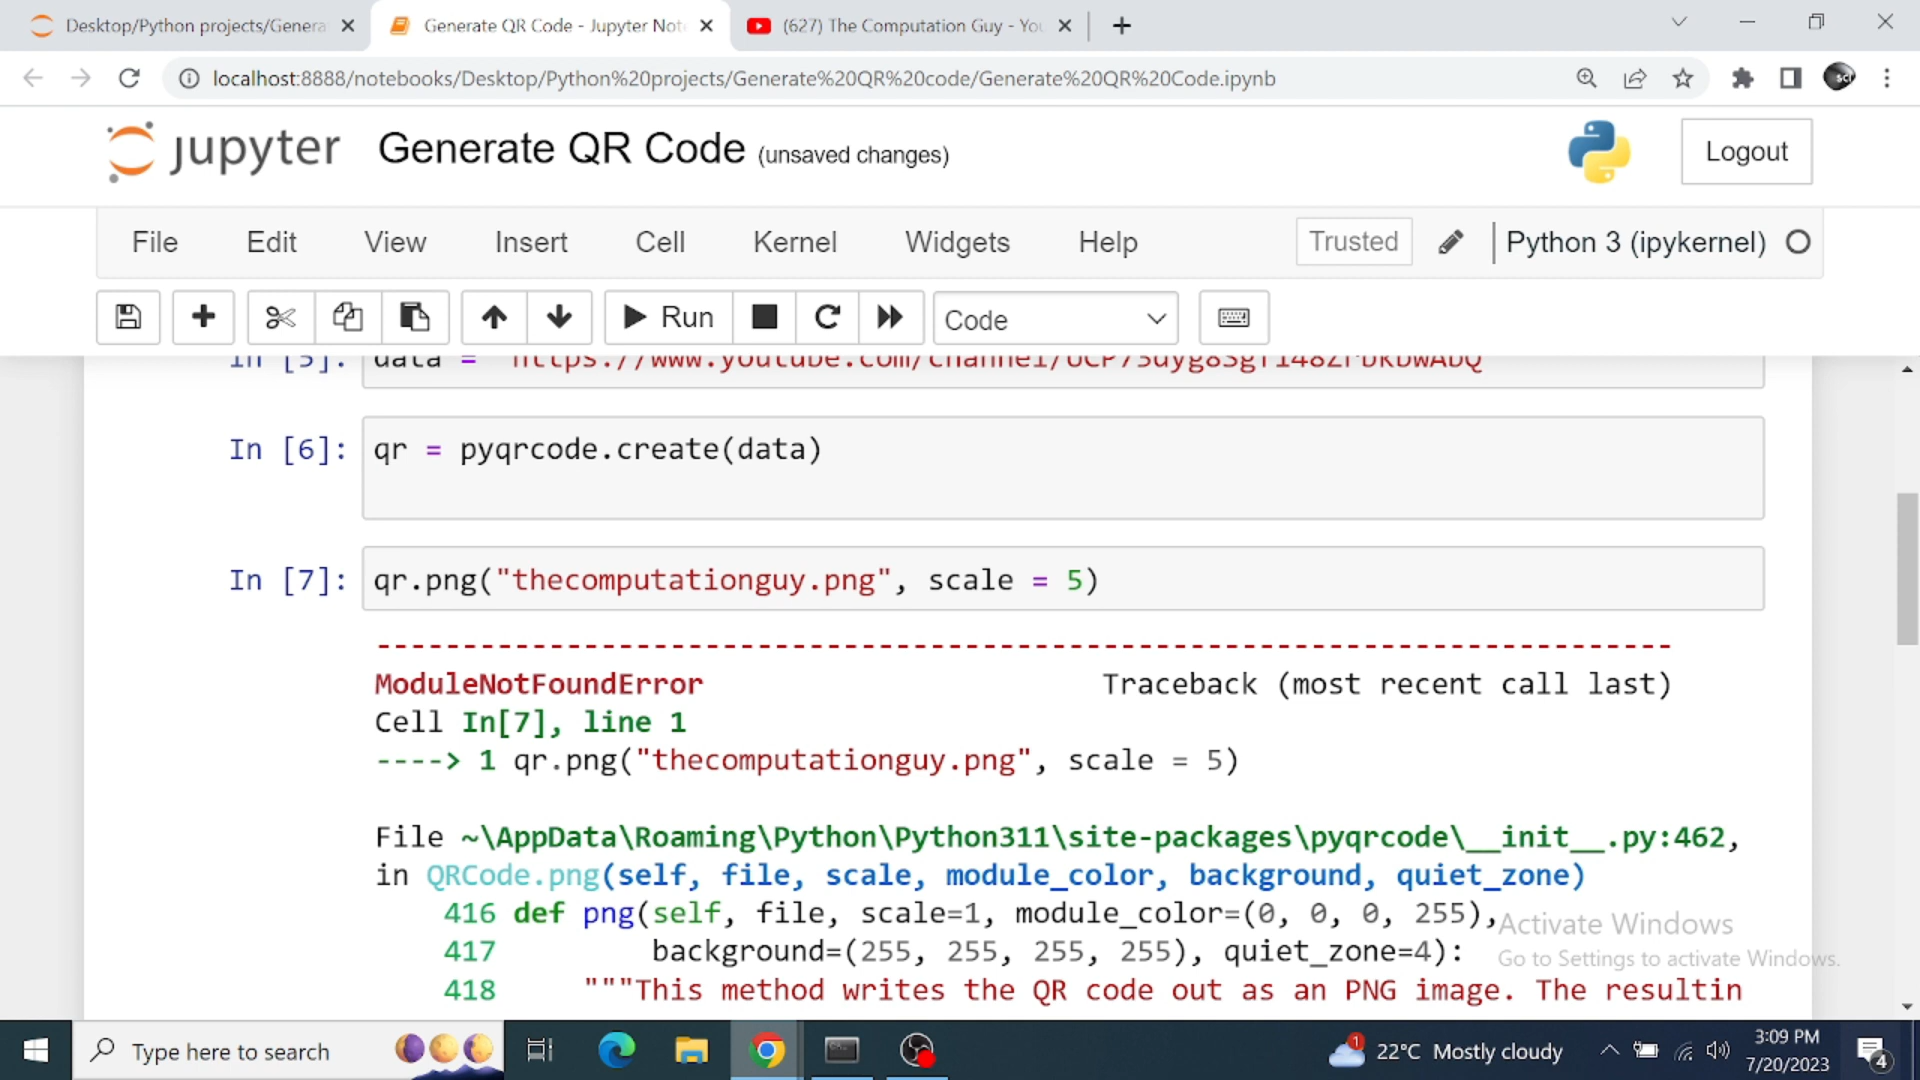 Desktop/Python projects/Genera
Generate QR Code - Jupyter Not
(627) The Computation Guy - You
localhost:8888/notebooks/Desktop/Python%20projects/Generate%20QR%20code/Generate%20QR%20Code.ipynb
jupyter Generate QR Code (unsaved changes)
Logout
File Edit View Insert Cell Kernel Widgets Help Trusted Python 3 (ipykernel)
Run Code
In [5]: data =
In [6]: qr = pyqrcode.create(data)
In [7]: qr.png("thecomputationguy.png", scale = 5)
---------------------------------------------------------------------------
ModuleNotFoundError Traceback (most recent call last)
Cell In[7], line 1
----> 1 qr.png("thecomputationguy.png", scale = 5)
File ~\AppData\Roaming\Python\Python311\site-packages\pyqrcode\__init__.py:462,
in QRCode.png(self, file, scale, module_color, background, quiet_zone)
416 def png(self, file, scale=1, module_color=(0, 0, 0, 255),
417 background=(255, 255, 255, 255), quiet_zone=4):
418 """This method writes the QR code out as an PNG image. The resultin
Activate Windows
Go to Settings to activate Windows.
Type here to search
1
22°C Mostly cloudy
3:09 PM
7/20/2023
4